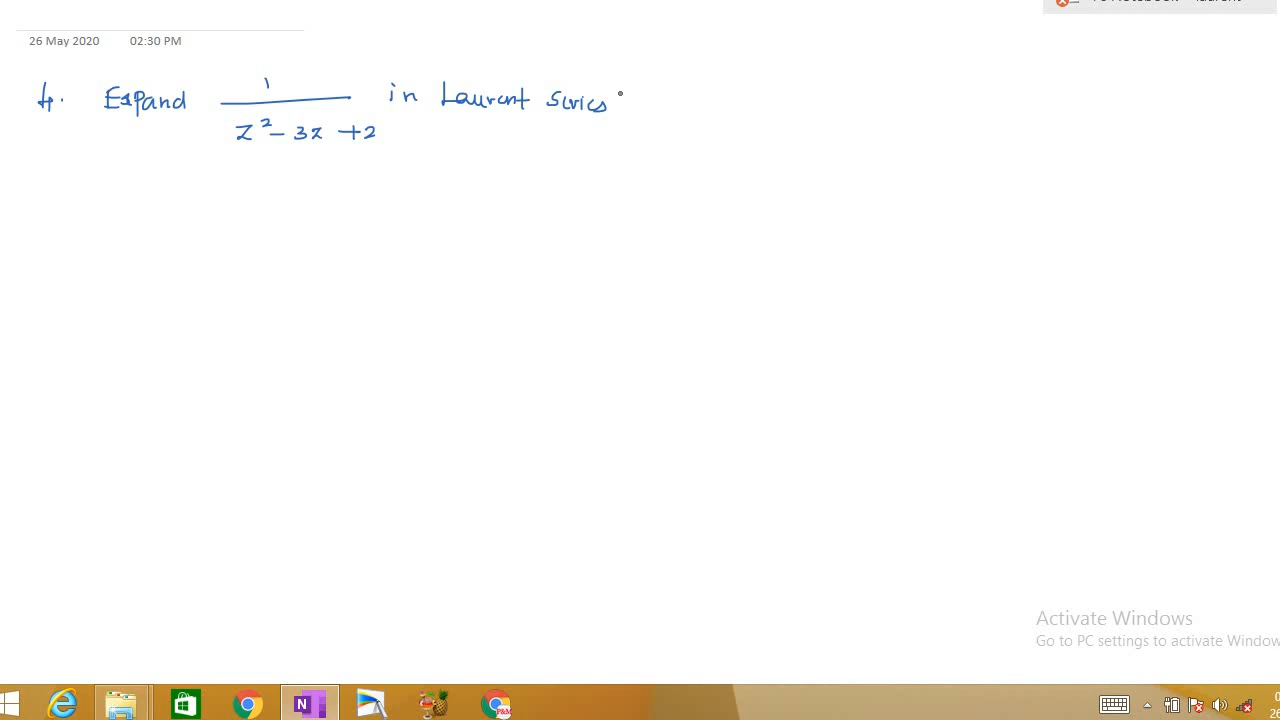 26 May 2020 02:30 PM
4. Expand 1 / z² - 3z + 2 in Laurent series
Activate Windows
Go to PC settings to activate Window